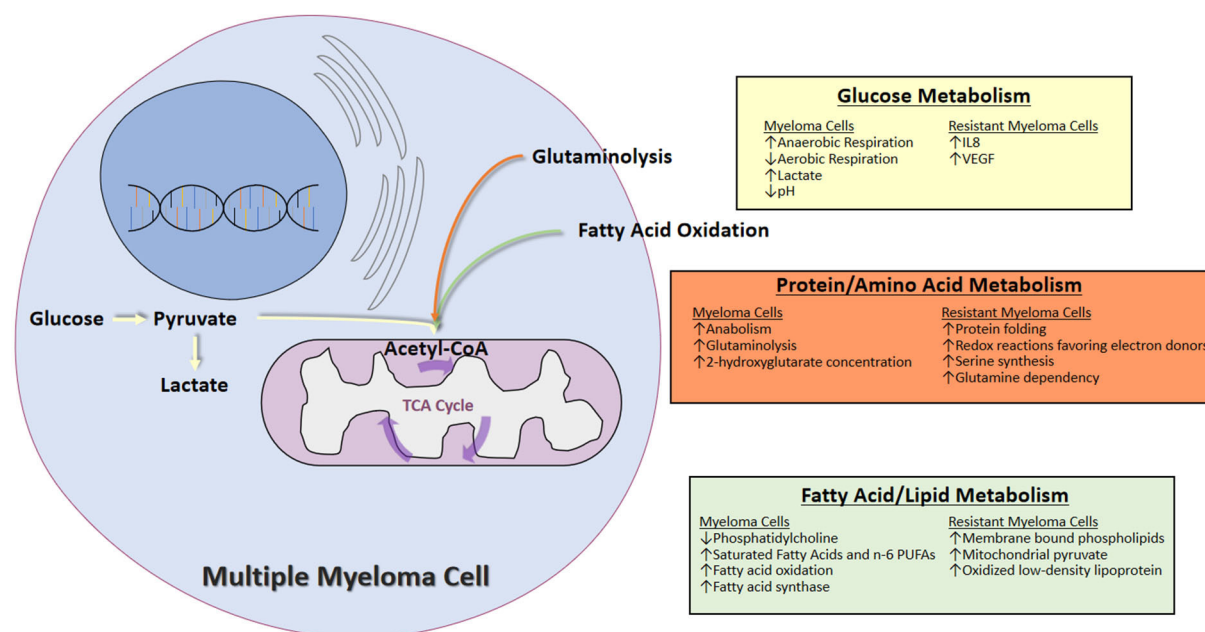 Glutaminolysis
Fatty Acid Oxidation
Glucose
Pyruvate
Lactate
Acetyl-CoA
TCA Cycle
Multiple Myeloma Cell
Glucose Metabolism
Myeloma Cells
↑Anaerobic Respiration
↓Aerobic Respiration
↑Lactate
↓pH
Resistant Myeloma Cells
↑IL8
↑VEGF
Protein/Amino Acid Metabolism
Myeloma Cells
↑Anabolism
↑Glutaminolysis
↑2-hydroxyglutarate concentration
Resistant Myeloma Cells
↑Protein folding
↑Redox reactions favoring electron donors
↑Serine synthesis
↑Glutamine dependency
Fatty Acid/Lipid Metabolism
Myeloma Cells
↓Phosphatidylcholine
↑Saturated Fatty Acids and n-6 PUFAs
↑Fatty acid oxidation
↑Fatty acid synthase
Resistant Myeloma Cells
↑Membrane bound phospholipids
↑Mitochondrial pyruvate
↑Oxidized low-density lipoprotein